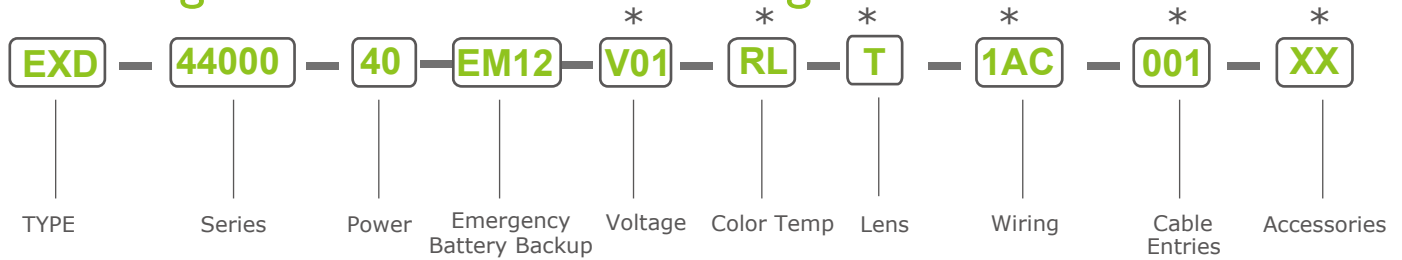 * * * * * *
EXD — 44000 — 40 — EM12 — V01 — RL — T — 1AC — 001 — XX
TYPE Series Power Emergency Battery Backup Voltage Color Temp Lens Wiring Cable Entries Accessories